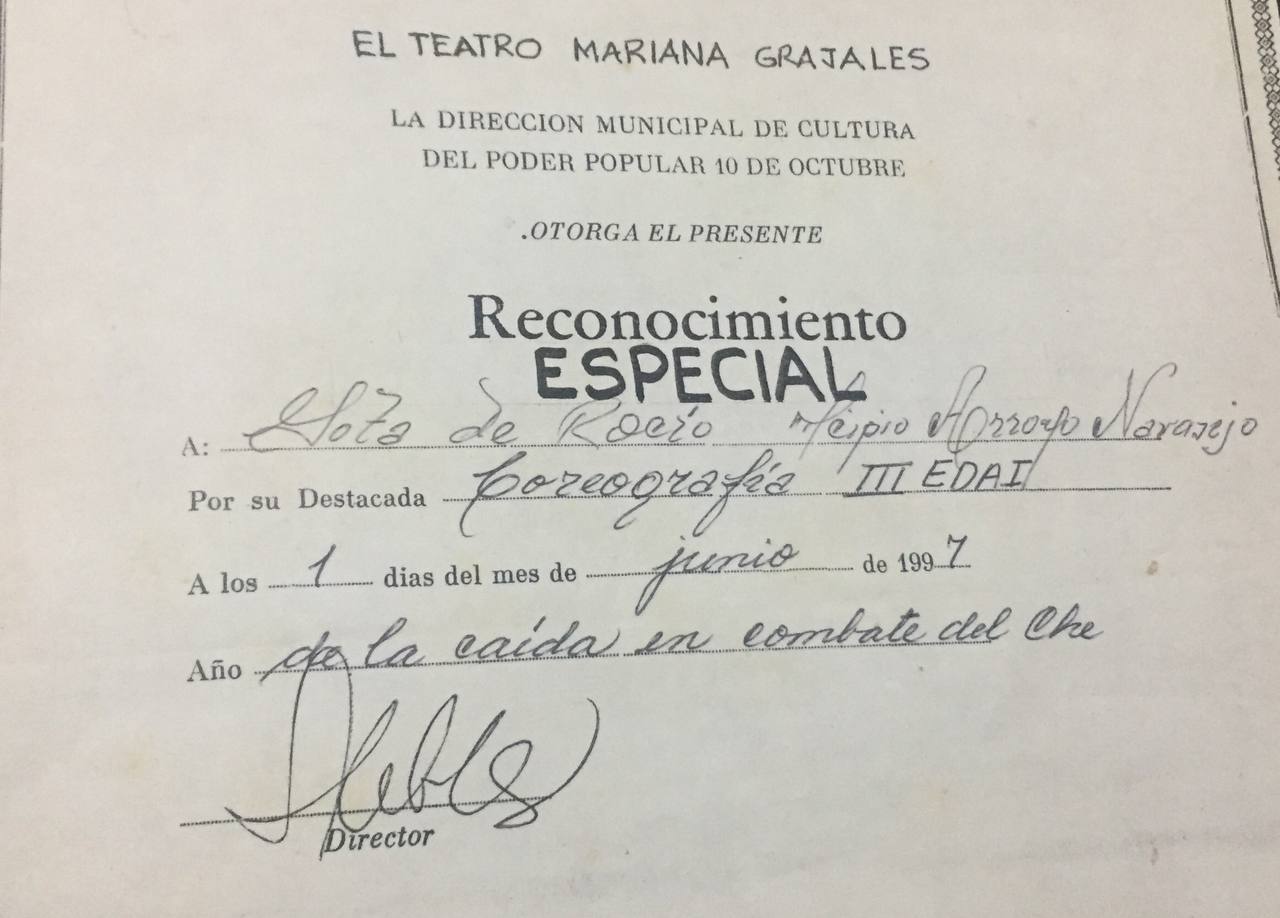 EL TEATRO MARIANA GRAJALES
LA DIRECCION MUNICIPAL DE CULTURA
DEL PODER POPULAR 10 DE OCTUBRE
.OTORGA EL PRESENTE
Reconocimiento
ESPECIAL
A: Gota de Rocío Mcipio Arroyo Naranjo
Por su Destacada Coreografía III EDAI
A los 1 dias del mes de junio de 1997
Año de la caída en combate del Che
Director